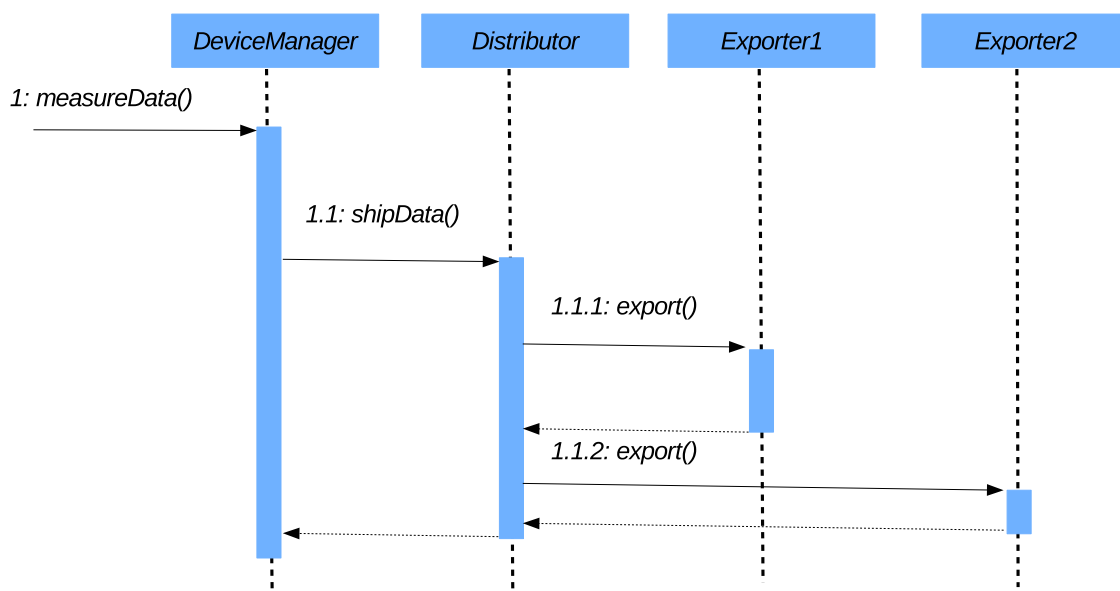 DeviceManager
Distributor
Exporter1
Exporter2
1: measureData()
1.1: shipData()
1.1.1: export()
1.1.2: export()